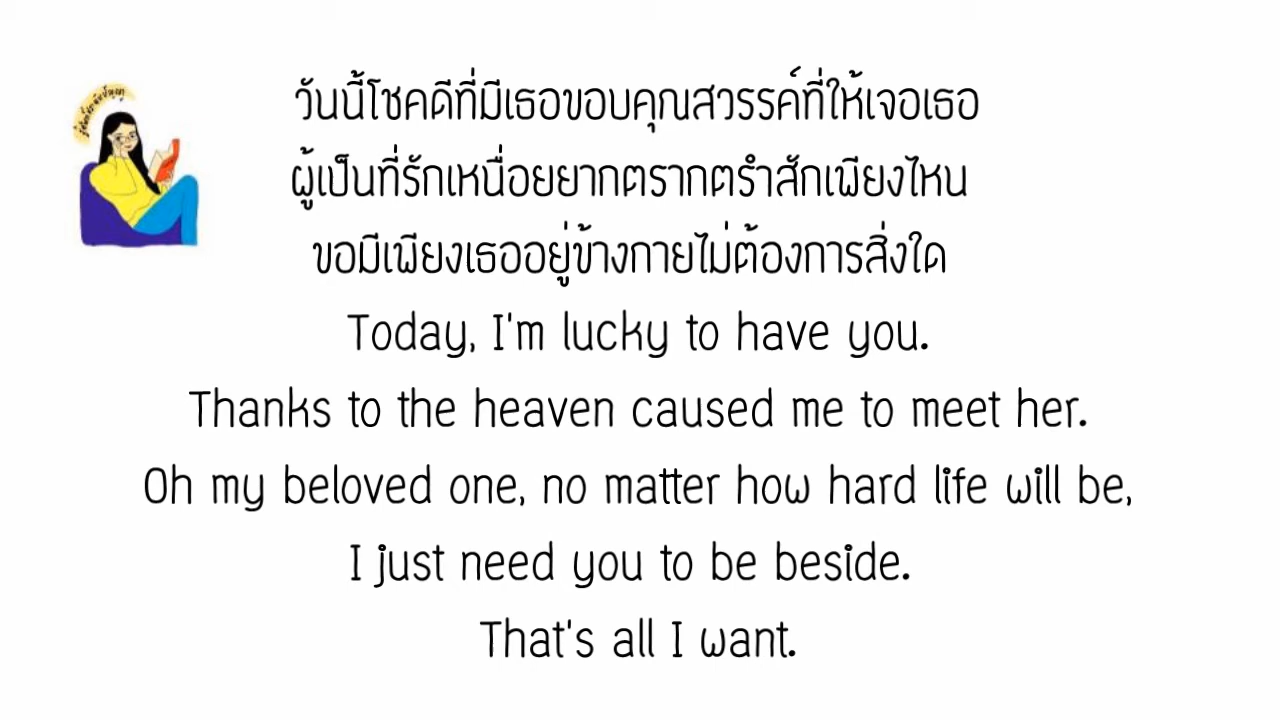 วันนี้โชคดีที่มีเธอขอบคุณสวรรค์ที่ให้เจอเธอ
ผู้เป็นที่รักเหนื่อยยากตรากตรำสักเพียงไหน
ขอมีเพียงเธออยู่ข้างกายไม่ต้องการสิ่งใด
Today, I'm lucky to have you.
Thanks to the heaven caused me to meet her.
Oh my beloved one, no matter how hard life will be,
I just need you to be beside.
That's all I want.